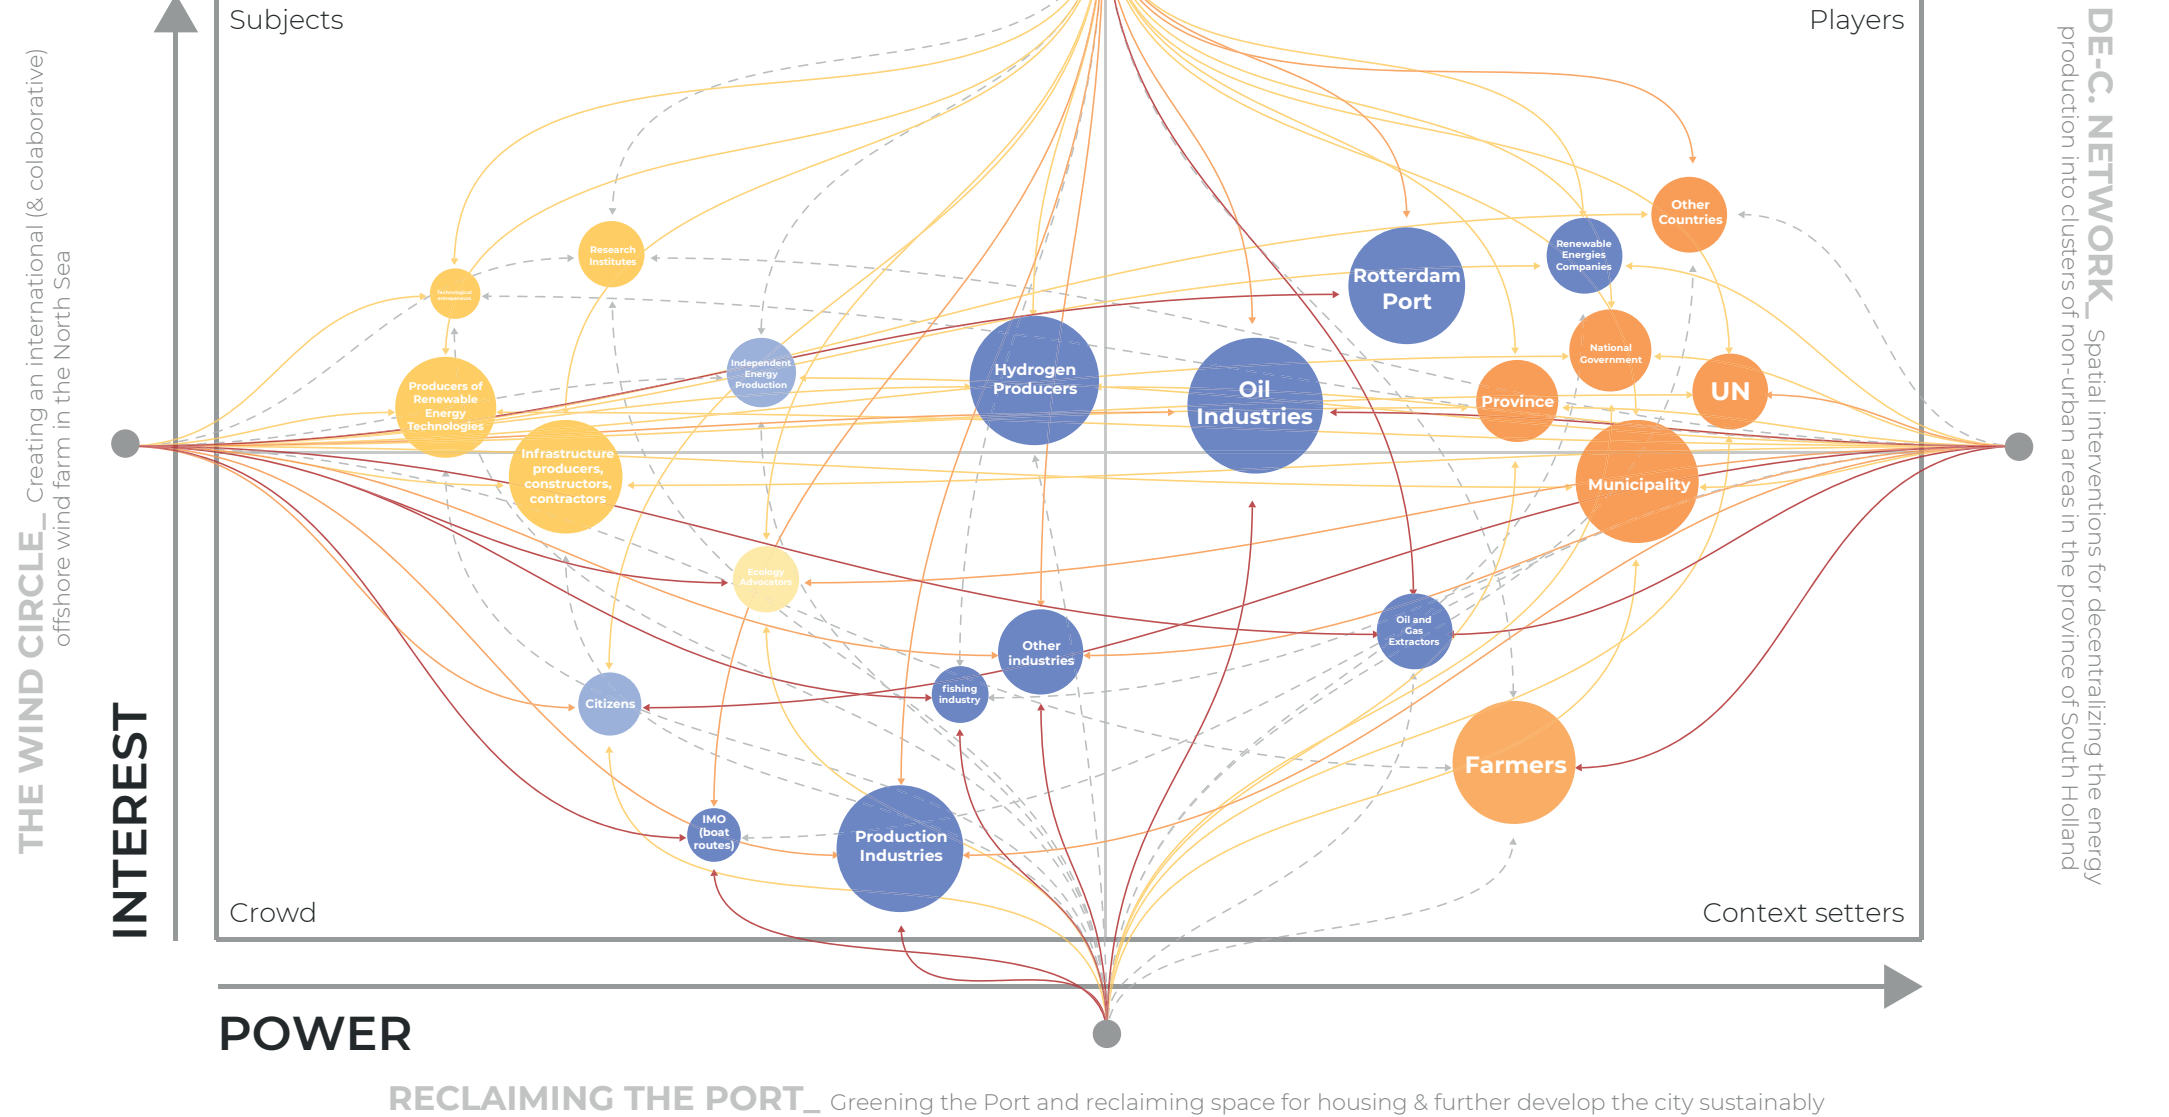 Subjects
Players
THE WIND CIRCLE_ Creating an international (& colaborative)
offshore wind farm in the North Sea
DE-C. NETWORK_ Spatial interventions for decentralizing the energy
production into clusters of non-urban areas in the province of South Holland
Other
Countries
Research
Institutes
Renewable
Energies
Companies
Rotterdam
Port
Technological
entrepeneurs
National
Government
Independent
Energy
Production
Hydrogen
Producers
Oil
Industries
Province
UN
Producers of
Renewable
Energy
Technologies
Infrastructure
producers,
constructors,
contractors
Municipality
Ecology
Advocators
Oil and
Gas
Extractors
Other
industries
fishing
industry
Citizens
Farmers
IMO
(boat
routes)
Production
Industries
INTEREST
Crowd
Context setters
POWER
RECLAIMING THE PORT_ Greening the Port and reclaiming space for housing & further develop the city sustainably